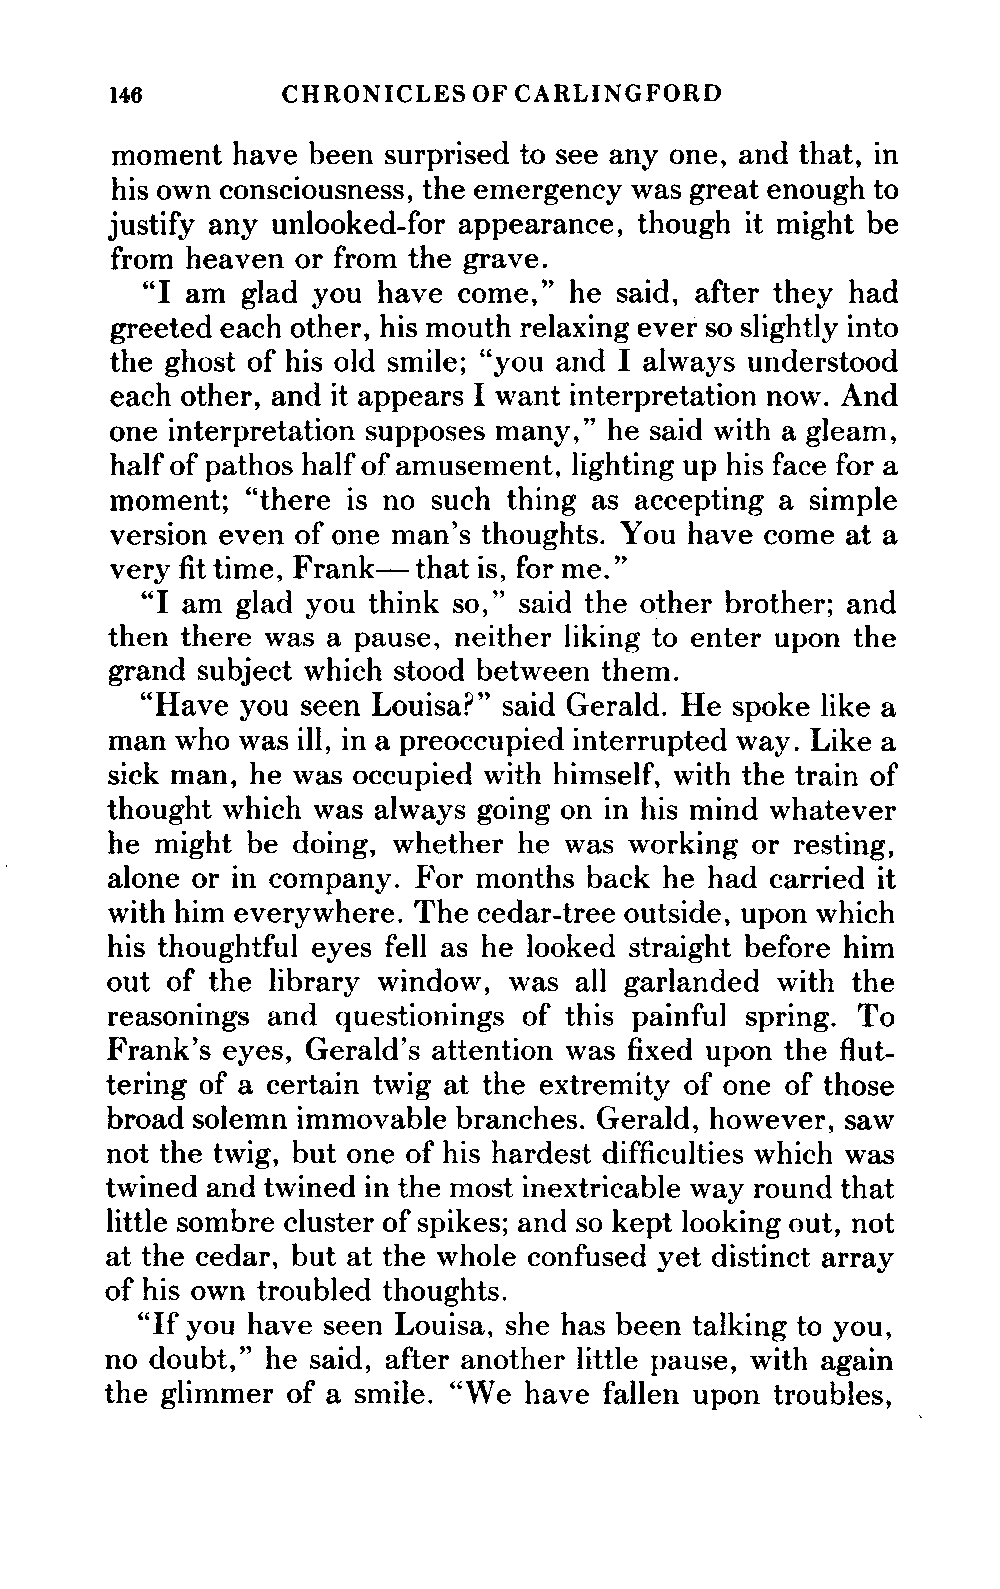 146 CHRONICLES OF CARLINGFORD
moment have been surprised to see any one, and that, in
his own consciousness, the emergency was great enough to
justify any unlooked-for appearance, though it might be
from heaven or from the grave.
“I am glad you have come,” he said, after they had
greeted each other, his mouth relaxing ever so slightly into
the ghost of his old smile; “you and I always understood
each other, and it appears I want interpretation now. And
one interpretation supposes many,” he said with a gleam,
half of pathos half of amusement, lighting up his face for a
moment; “there is no such thing as accepting a simple
version even of one man’s thoughts. You have come at a
very fit time, Frank—that is, for me.”
“I am glad you think so,” said the other brother; and
then there was a pause, neither liking to enter upon the
grand subject which stood between them.
“Have you seen Louisa?” said Gerald. He spoke like a
man who was ill, in a preoccupied interrupted way. Like a
sick man, he was occupied with himself, with the train of
thought which was always going on in his mind whatever
he might be doing, whether he was working or resting,
alone or in company. For months back he had carried it
with him everywhere. The cedar-tree outside, upon which
his thoughtful eyes fell as he looked straight before him
out of the library window, was all garlanded with the
reasonings and questionings of this painful spring. To
Frank’s eyes, Gerald’s attention was fixed upon the flut-
tering of a certain twig at the extremity of one of those
broad solemn immovable branches. Gerald, however, saw
not the twig, but one of his hardest difficulties which was
twined and twined in the most inextricable way round that
little sombre cluster of spikes; and so kept looking out, not
at the cedar, but at the whole confused yet distinct array
of his own troubled thoughts.
“If you have seen Louisa, she has been talking to you,
no doubt,” he said, after another little pause, with again
the glimmer of a smile. “We have fallen upon troubles,